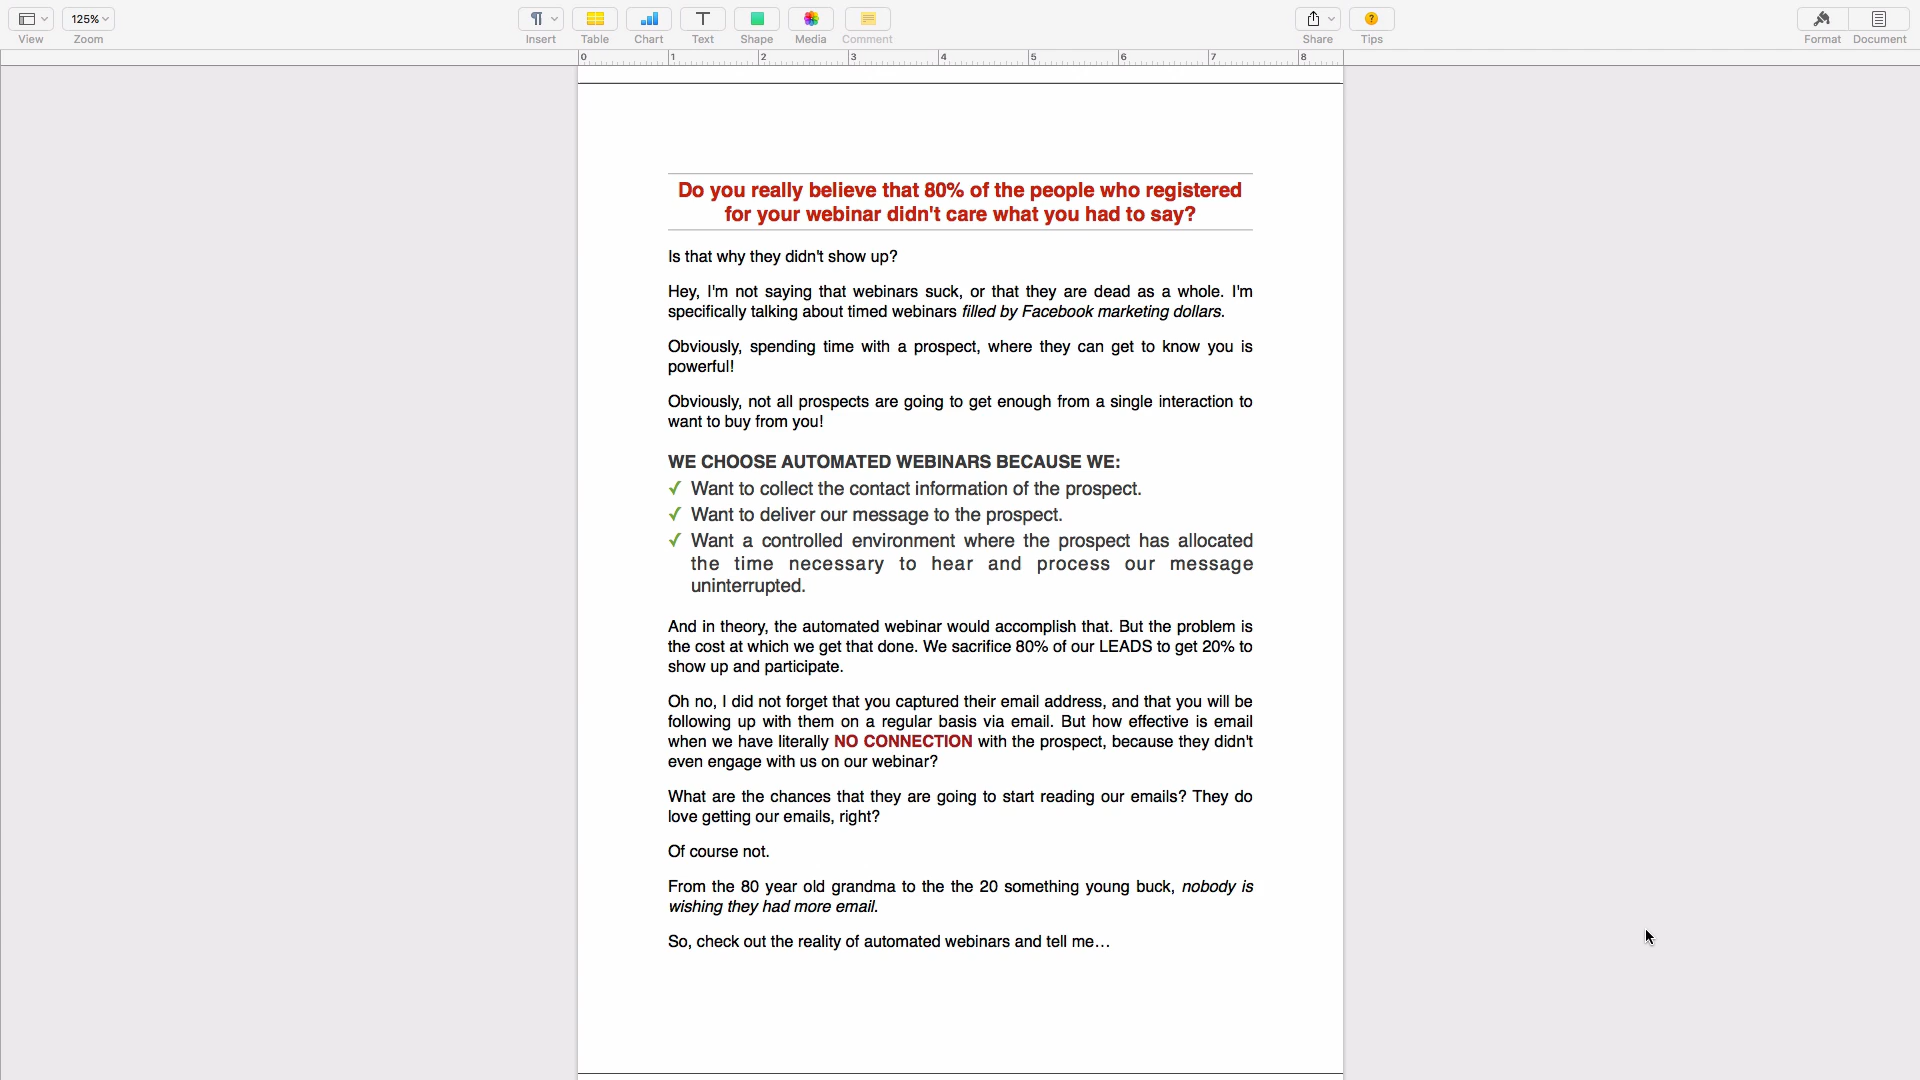 125%
View
Zoom
Insert
Table
Chart
Text
Shape
Media
Comment
Share
Tips
Format
Document
0 1 2 3 4 5 6 7 8
Do you really believe that 80% of the people who registered
for your webinar didn't care what you had to say?
Is that why they didn't show up?
Hey, I'm not saying that webinars suck, or that they are dead as a whole. I'm
specifically talking about timed webinars filled by Facebook marketing dollars.
Obviously, spending time with a prospect, where they can get to know you is
powerful!
Obviously, not all prospects are going to get enough from a single interaction to
want to buy from you!
WE CHOOSE AUTOMATED WEBINARS BECAUSE WE:
✓ Want to collect the contact information of the prospect.
✓ Want to deliver our message to the prospect.
✓ Want a controlled environment where the prospect has allocated
the time necessary to hear and process our message
uninterrupted.
And in theory, the automated webinar would accomplish that. But the problem is
the cost at which we get that done. We sacrifice 80% of our LEADS to get 20% to
show up and participate.
Oh no, I did not forget that you captured their email address, and that you will be
following up with them on a regular basis via email. But how effective is email
when we have literally NO CONNECTION with the prospect, because they didn't
even engage with us on our webinar?
What are the chances that they are going to start reading our emails? They do
love getting our emails, right?
Of course not.
From the 80 year old grandma to the the 20 something young buck, nobody is
wishing they had more email.
So, check out the reality of automated webinars and tell me…